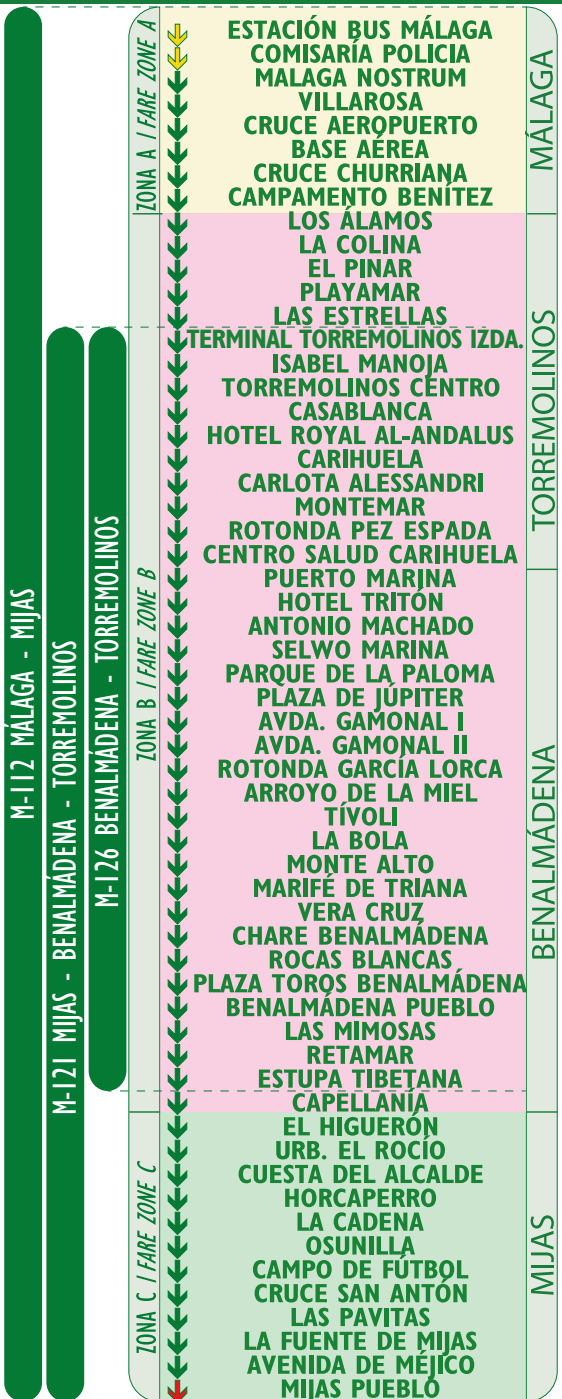 M-112 MÁLAGA - MIJAS
M-121 MIJAS - BENALMÁDENA - TORREMOLINOS
M-126 BENALMÁDENA - TORREMOLINOS
ZONA A / FARE ZONE A
ZONA B / FARE ZONE B
ZONA C / FARE ZONE C
ESTACIÓN BUS MÁLAGA
COMISARÍA POLICIA
MALAGA NOSTRUM
VILLAROSA
CRUCE AEROPUERTO
BASE AÉREA
CRUCE CHURRIANA
CAMPAMENTO BENÍTEZ
LOS ÁLAMOS
LA COLINA
EL PINAR
PLAYAMAR
LAS ESTRELLAS
TERMINAL TORREMOLINOS IZDA.
ISABEL MANOJA
TORREMOLINOS CENTRO
CASABLANCA
HOTEL ROYAL AL-ANDALUS
CARIHUELA
CARLOTA ALESSANDRI
MONTEMAR
ROTONDA PEZ ESPADA
CENTRO SALUD CARIHUELA
PUERTO MARINA
HOTEL TRITÓN
ANTONIO MACHADO
SELWO MARINA
PARQUE DE LA PALOMA
PLAZA DE JÚPITER
AVDA. GAMONAL I
AVDA. GAMONAL II
ROTONDA GARCÍA LORCA
ARROYO DE LA MIEL
TÍVOLI
LA BOLA
MONTE ALTO
MARIFÉ DE TRIANA
VERA CRUZ
CHARE BENALMÁDENA
ROCAS BLANCAS
PLAZA TOROS BENALMÁDENA
BENALMÁDENA PUEBLO
LAS MIMOSAS
RETAMAR
ESTUPA TIBETANA
CAPELLANÍA
EL HIGUERÓN
URB. EL ROCÍO
CUESTA DEL ALCALDE
HORCAPERRO
LA CADENA
OSUNILLA
CAMPO DE FÚTBOL
CRUCE SAN ANTÓN
LAS PAVITAS
LA FUENTE DE MIJAS
AVENIDA DE MÉJICO
MIJAS PUEBLO
MÁLAGA
TORREMOLINOS
BENALMÁDENA
MIJAS